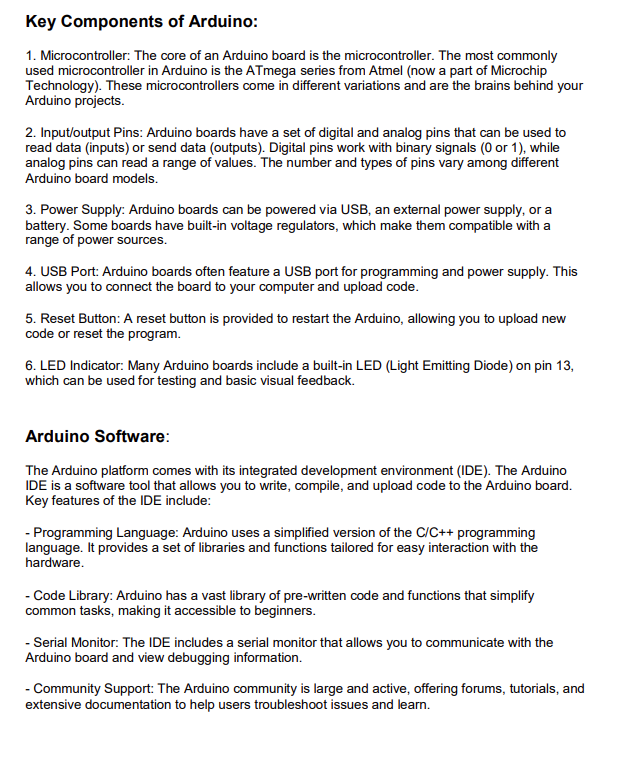 Key Components of Arduino:
1. Microcontroller: The core of an Arduino board is the microcontroller. The most commonly
used microcontroller in Arduino is the ATmega series from Atmel (now a part of Microchip
Technology). These microcontrollers come in different variations and are the brains behind your
Arduino projects.
2. Input/output Pins: Arduino boards have a set of digital and analog pins that can be used to
read data (inputs) or send data (outputs). Digital pins work with binary signals (0 or 1), while
analog pins can read a range of values. The number and types of pins vary among different
Arduino board models.
3. Power Supply: Arduino boards can be powered via USB, an external power supply, or a
battery. Some boards have built-in voltage regulators, which make them compatible with a
range of power sources.
4. USB Port: Arduino boards often feature a USB port for programming and power supply. This
allows you to connect the board to your computer and upload code.
5. Reset Button: A reset button is provided to restart the Arduino, allowing you to upload new
code or reset the program.
6. LED Indicator: Many Arduino boards include a built-in LED (Light Emitting Diode) on pin 13,
which can be used for testing and basic visual feedback.
Arduino Software:
The Arduino platform comes with its integrated development environment (IDE). The Arduino
IDE is a software tool that allows you to write, compile, and upload code to the Arduino board.
Key features of the IDE include:
- Programming Language: Arduino uses a simplified version of the C/C++ programming
language. It provides a set of libraries and functions tailored for easy interaction with the
hardware.
- Code Library: Arduino has a vast library of pre-written code and functions that simplify
common tasks, making it accessible to beginners.
- Serial Monitor: The IDE includes a serial monitor that allows you to communicate with the
Arduino board and view debugging information.
- Community Support: The Arduino community is large and active, offering forums, tutorials, and
extensive documentation to help users troubleshoot issues and learn.